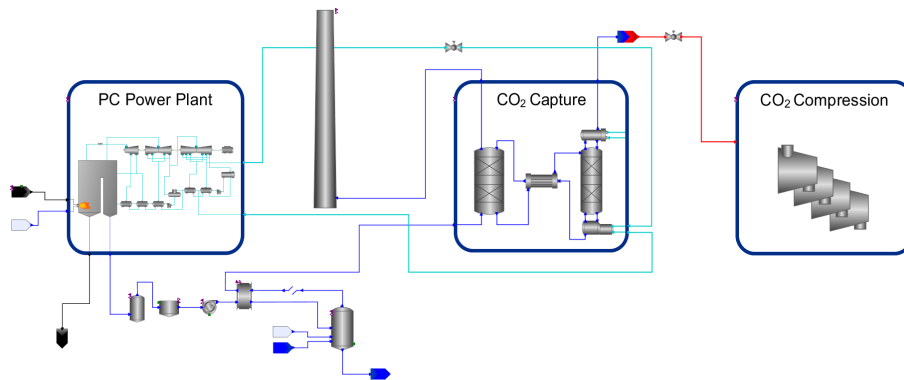 PC Power Plant
CO₂ Capture
CO₂ Compression